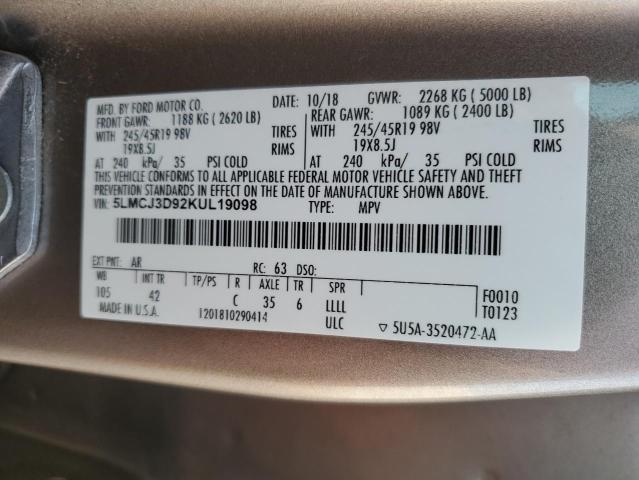 MFD. BY FORD MOTOR CO. DATE: 10/18 GVWR: 2268 KG ( 5000 LB)
FRONT GAWR: 1188 KG ( 2620 LB) REAR GAWR: 1089 KG ( 2400 LB)
WITH 245/45R19 98V TIRES WITH 245/45R19 98V TIRES
19X8.5J RIMS 19X8.5J RIMS
AT 240 kPa/ 35 PSI COLD AT 240 kPa/ 35 PSI COLD
THIS VEHICLE CONFORMS TO ALL APPLICABLE FEDERAL MOTOR VEHICLE SAFETY AND THEFT
PREVENTION STANDARDS IN EFFECT ON THE DATE OF MANUFACTURE SHOWN ABOVE.
VIN: 5LMCJ3D92KUL19098 TYPE: MPV
EXT PNT: AR RC: 63 DSO:
WB INT TR TP/PS R AXLE TR SPR
105 42 C 35 6 LLLL F0010
MADE IN U.S.A. 1201810290414 ULC T0123
▽ 5U5A-3520472-AA